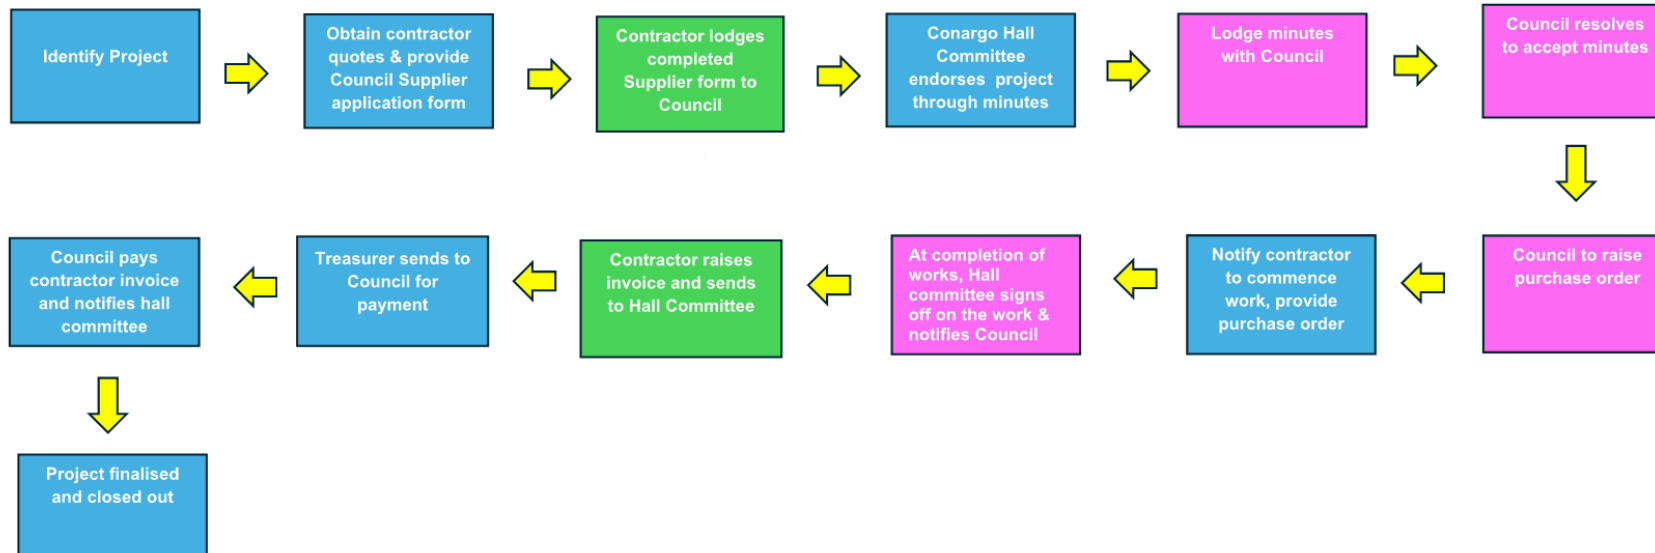 Identify Project
Obtain contractor
quotes & provide
Council Supplier
application form
Contractor lodges
completed
Supplier form to
Council
Conargo Hall
Committee
endorses project
through minutes
Lodge minutes
with Council
Council resolves
to accept minutes
Council to raise
purchase order
Notify contractor
to commence
work, provide
purchase order
At completion of
works, Hall
committee signs
off on the work &
notifies Council
Contractor raises
invoice and sends
to Hall Committee
Treasurer sends to
Council for
payment
Council pays
contractor invoice
and notifies hall
committee
Project finalised
and closed out